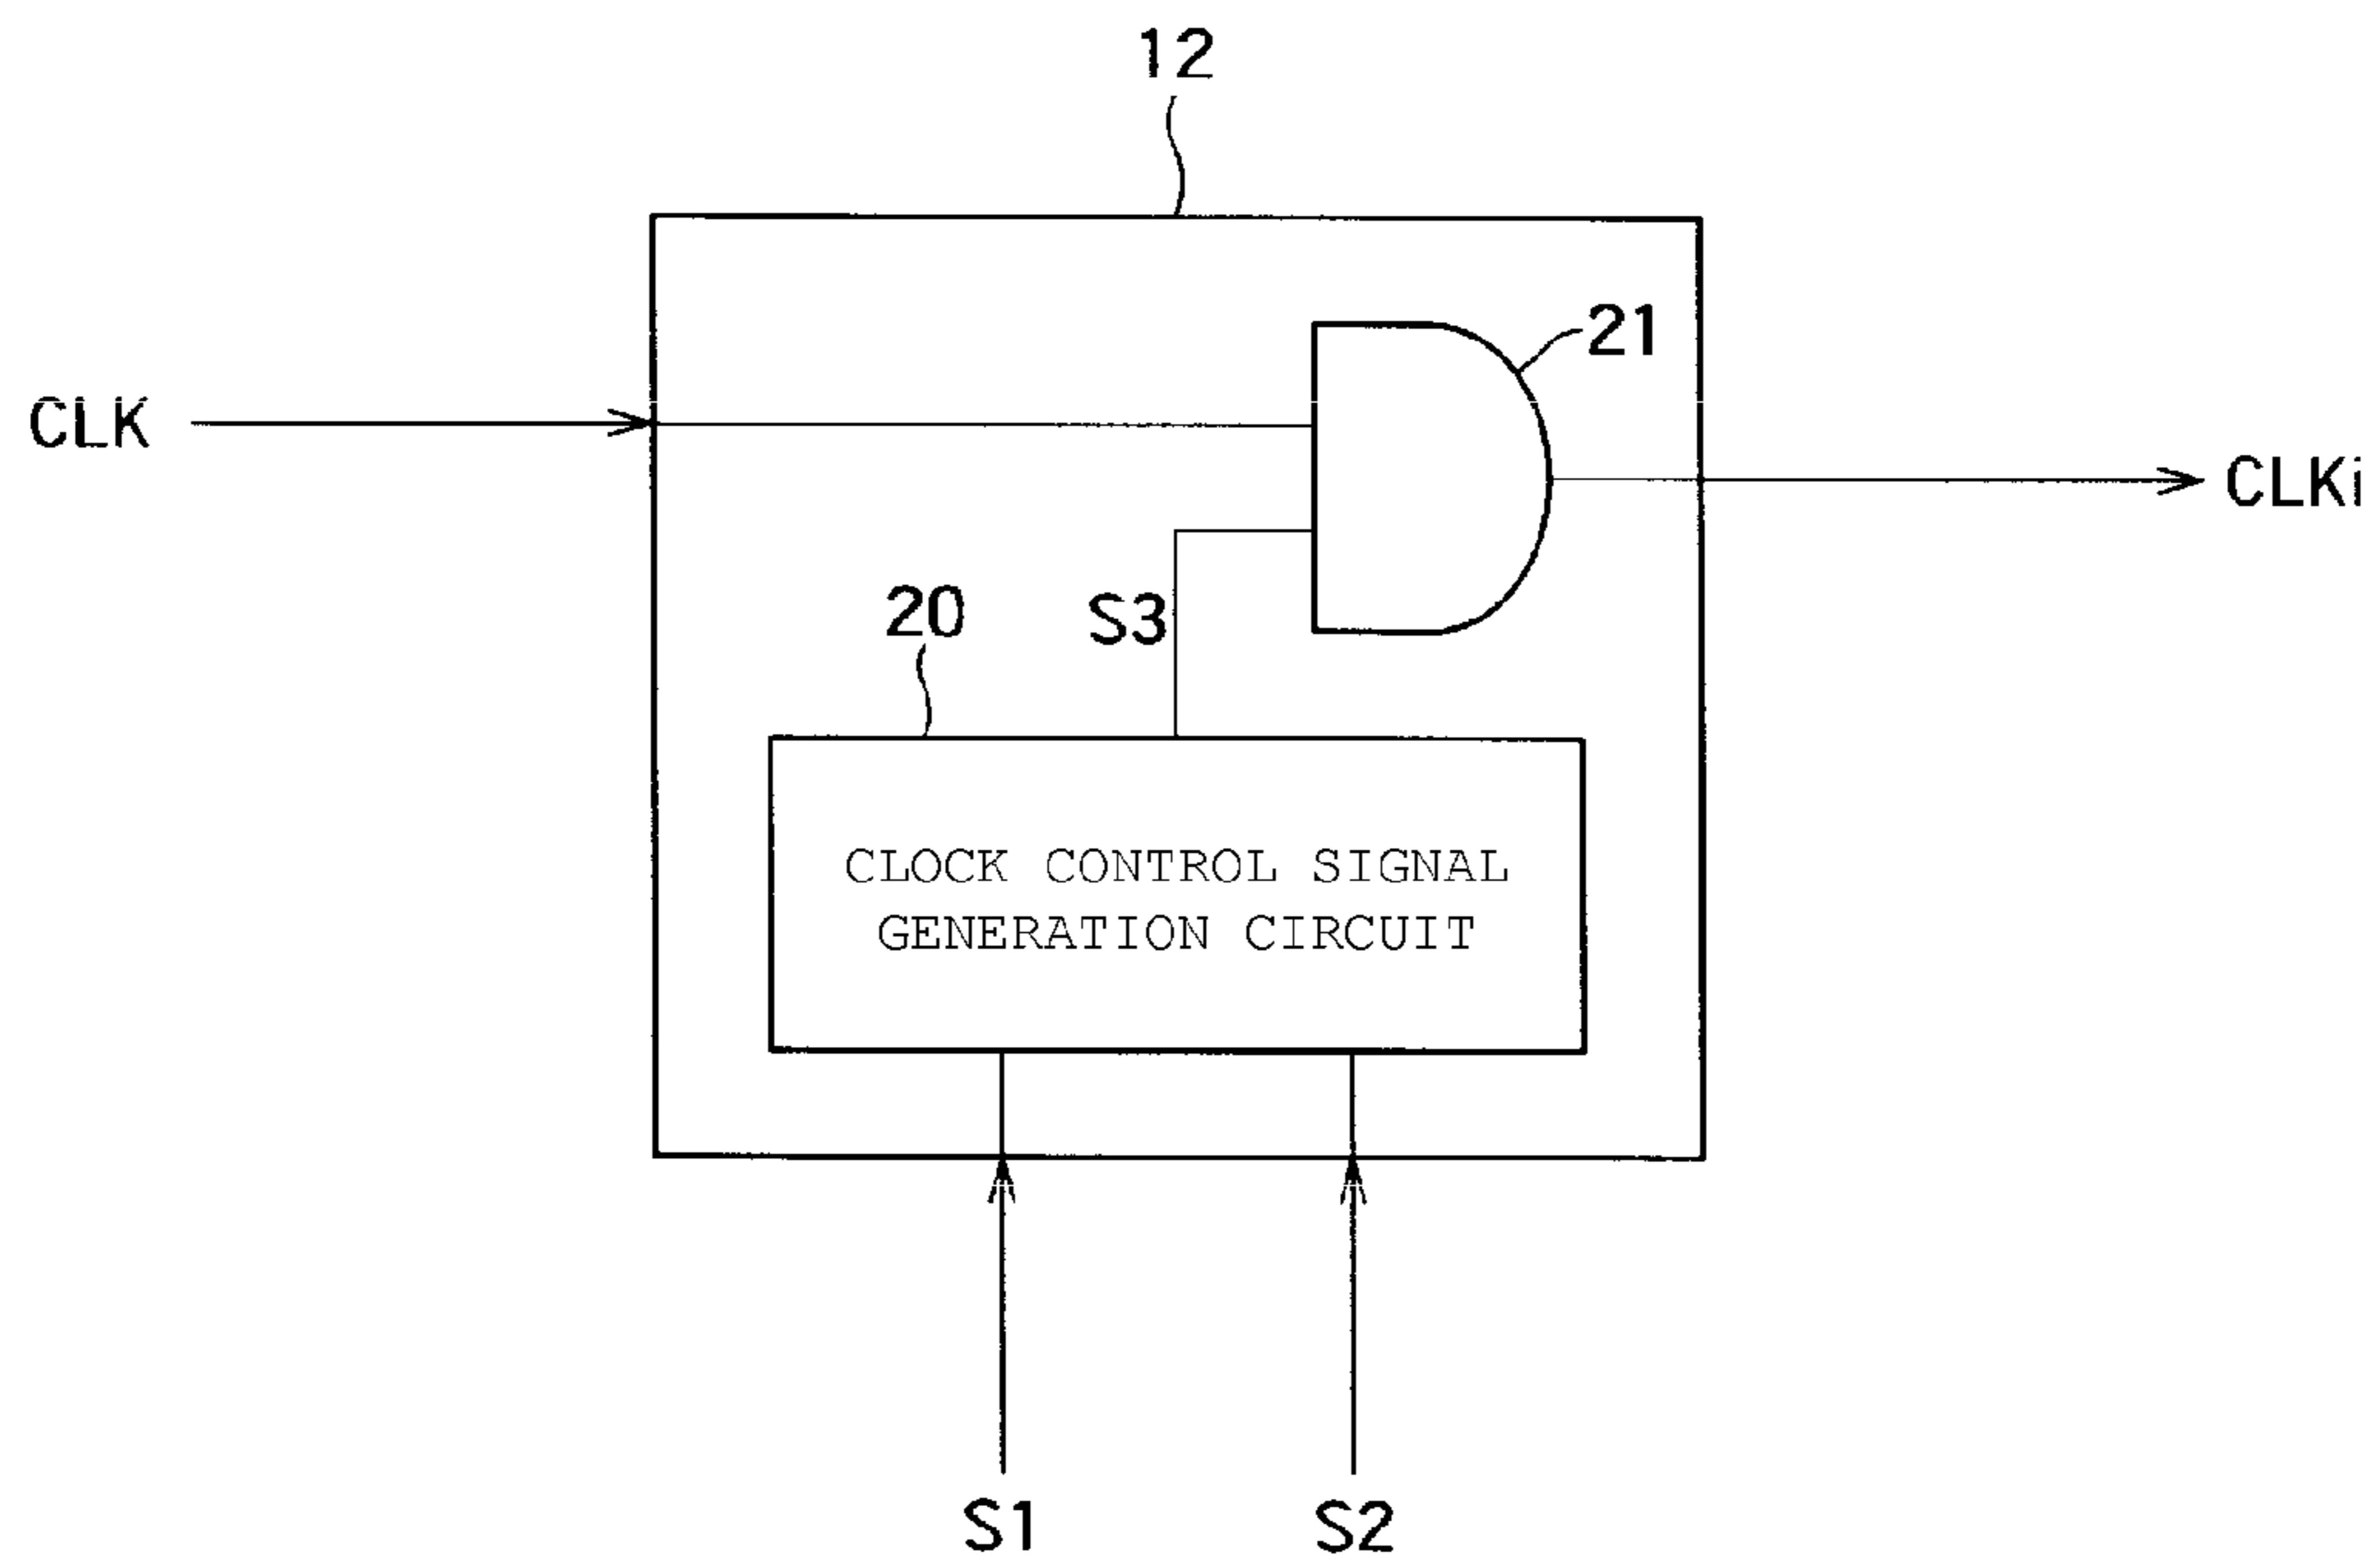 12
21
CLK
CLKi
20
S3
CLOCK CONTROL SIGNAL
GENERATION CIRCUIT
S1
S2